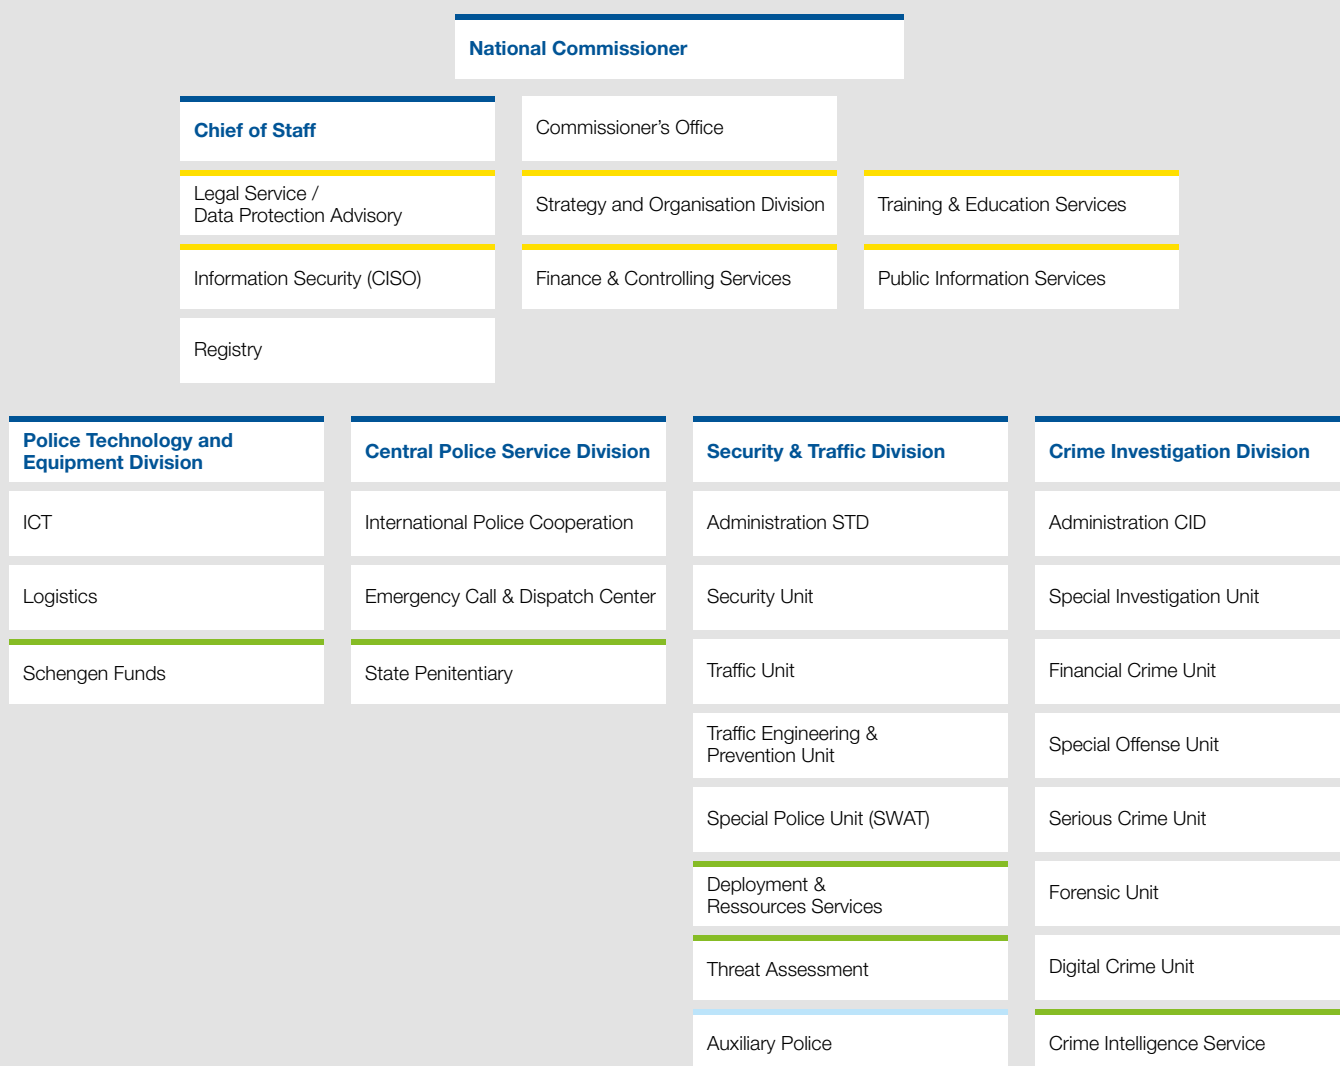 National Commissioner
Chief of Staff
Commissioner’s Office
Legal Service /
Data Protection Advisory
Strategy and Organisation Division
Training & Education Services
Information Security (CISO)
Finance & Controlling Services
Public Information Services
Registry
Police Technology and
Equipment Division
ICT
Logistics
Schengen Funds
Central Police Service Division
International Police Cooperation
Emergency Call & Dispatch Center
State Penitentiary
Security & Traffic Division
Administration STD
Security Unit
Traffic Unit
Traffic Engineering &
Prevention Unit
Special Police Unit (SWAT)
Deployment &
Ressources Services
Threat Assessment
Auxiliary Police
Crime Investigation Division
Administration CID
Special Investigation Unit
Financial Crime Unit
Special Offense Unit
Serious Crime Unit
Forensic Unit
Digital Crime Unit
Crime Intelligence Service